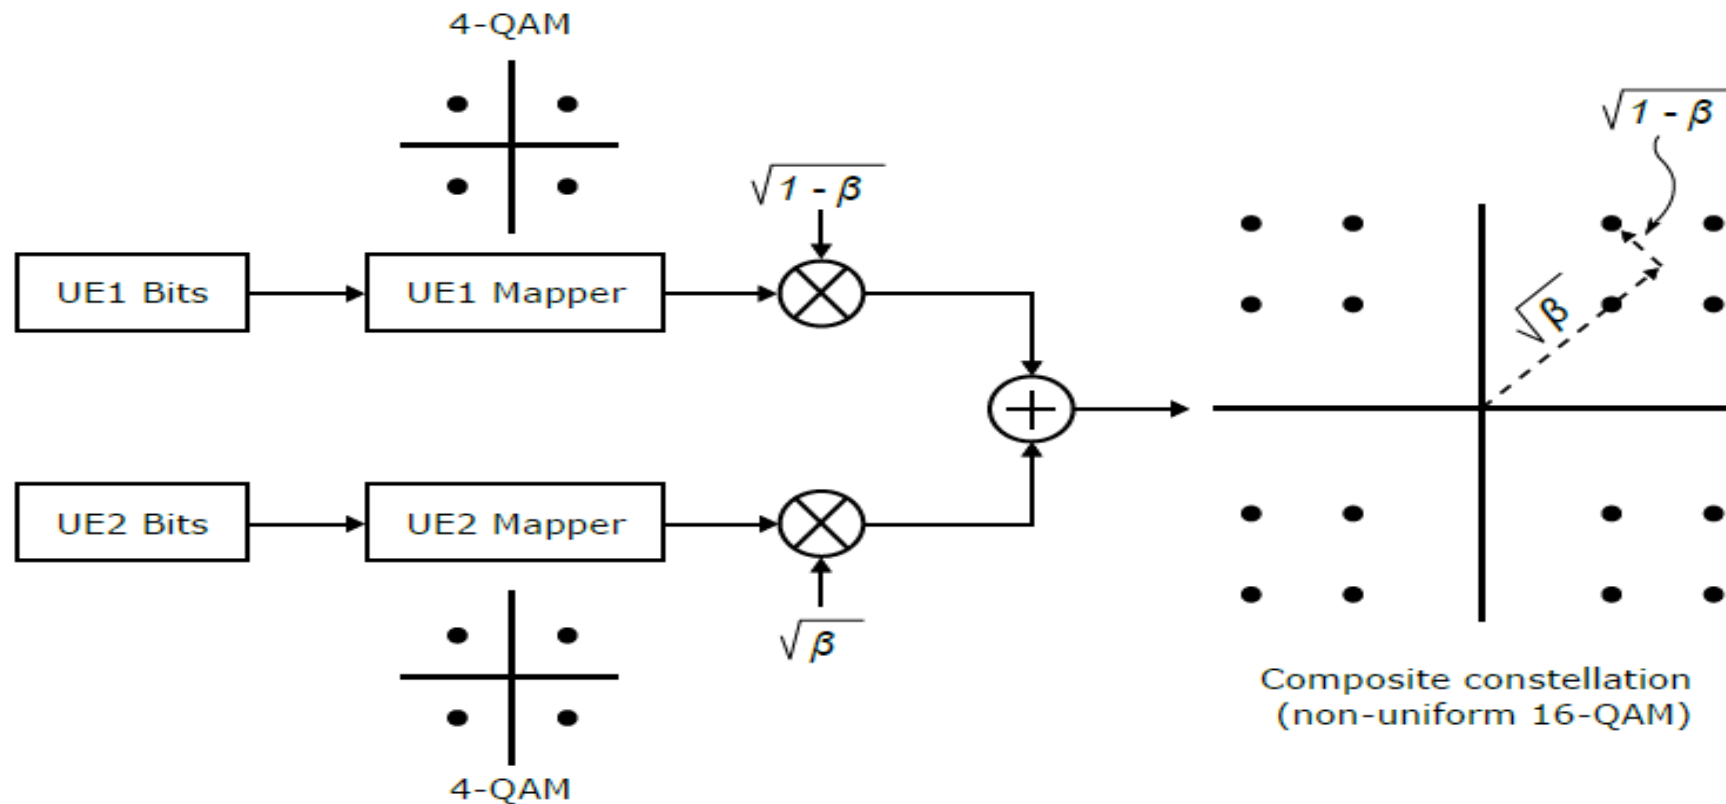 4-QAM
√1 - β
√1 - β
UE1 Bits
UE1 Mapper
√β
UE2 Bits
UE2 Mapper
√β
Composite constellation
(non-uniform 16-QAM)
4-QAM